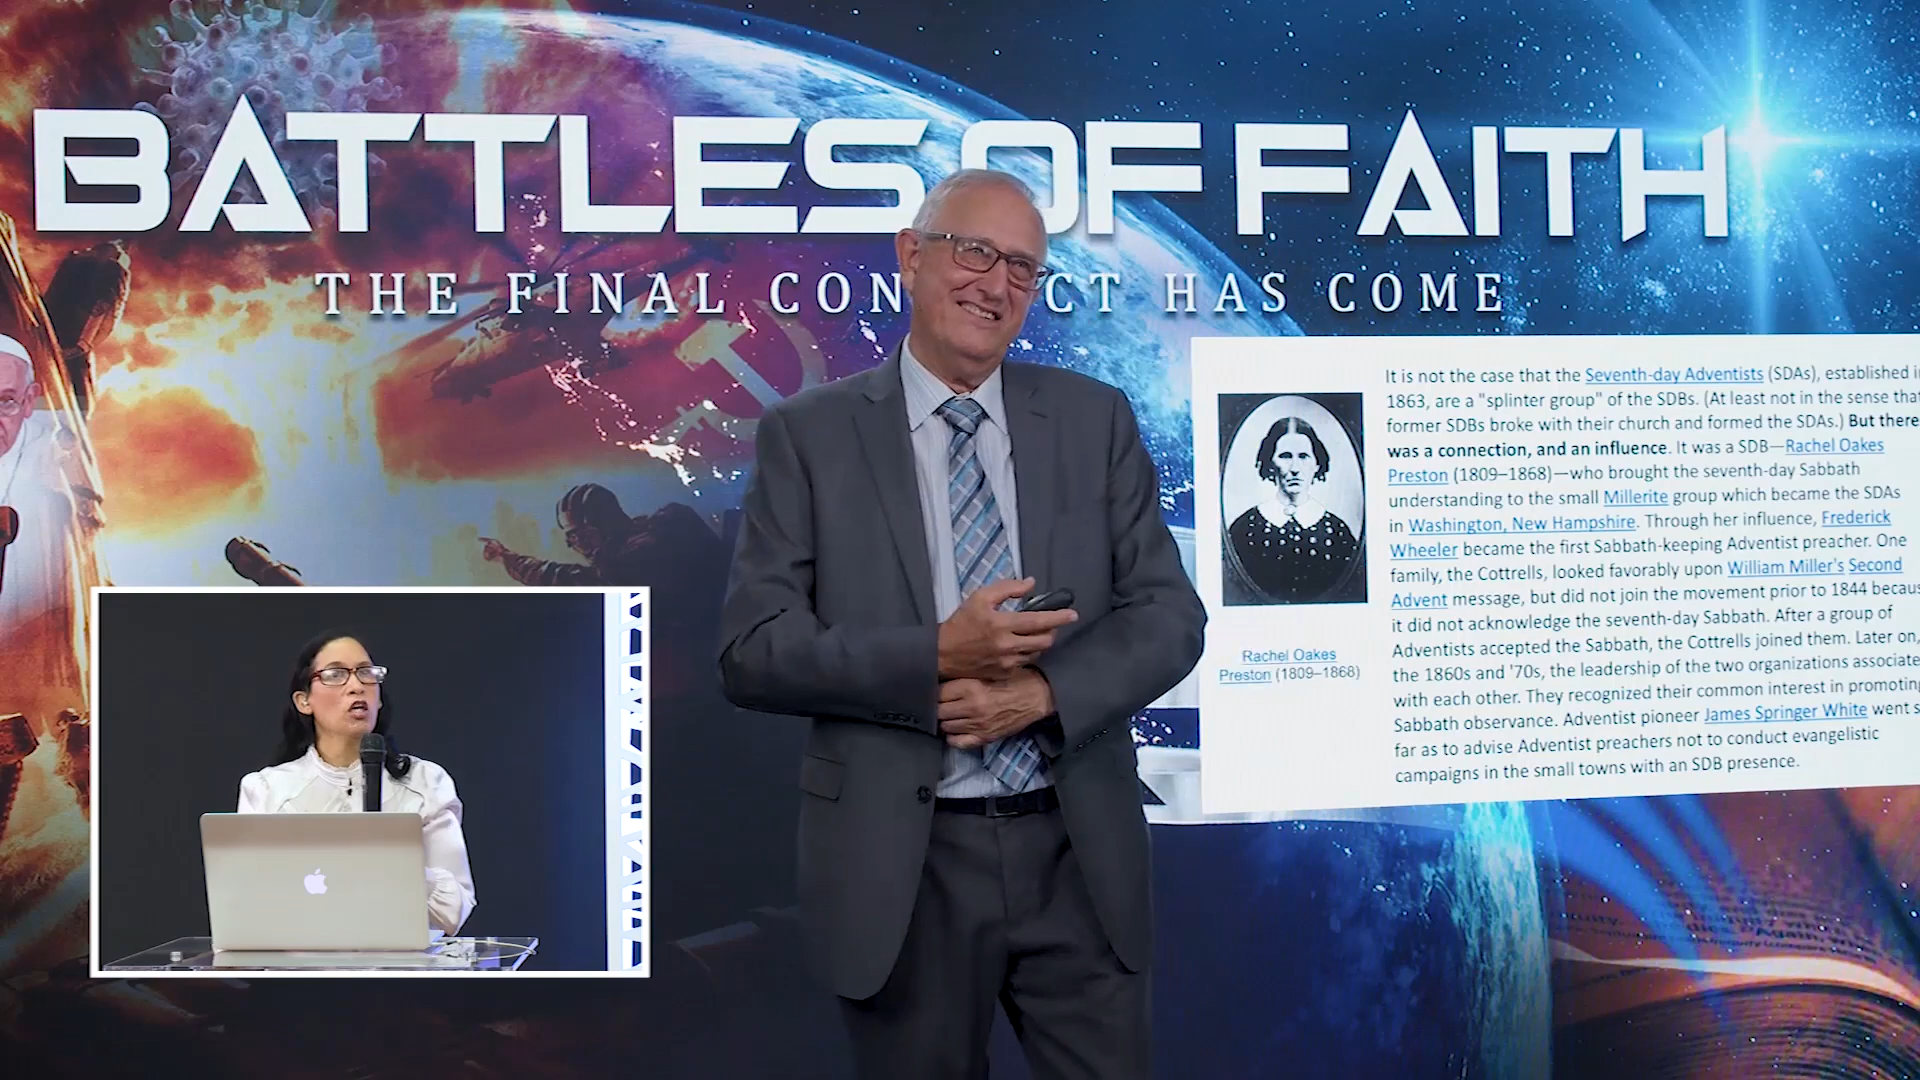 BATTLES OF FAITH
THE FINAL CON CT HAS COME
It is not the case that the Seventh-day Adventists (SDAs), established in
1863, are a "splinter group" of the SDBs. (At least not in the sense that
former SDBs broke with their church and formed the SDAs.) But there
was a connection, and an influence. It was a SDB—Rachel Oakes
Preston (1809–1868)—who brought the seventh-day Sabbath
understanding to the small Millerite group which became the SDAs
in Washington, New Hampshire. Through her influence, Frederick
Wheeler became the first Sabbath-keeping Adventist preacher. One
family, the Cottrells, looked favorably upon William Miller's Second
Advent message, but did not join the movement prior to 1844 becaus
it did not acknowledge the seventh-day Sabbath. After a group of
Adventists accepted the Sabbath, the Cottrells joined them. Later on,
the 1860s and '70s, the leadership of the two organizations associate
with each other. They recognized their common interest in promoting
Sabbath observance. Adventist pioneer James Springer White went s
far as to advise Adventist preachers not to conduct evangelistic
campaigns in the small towns with an SDB presence.
Rachel Oakes
Preston (1809–1868)